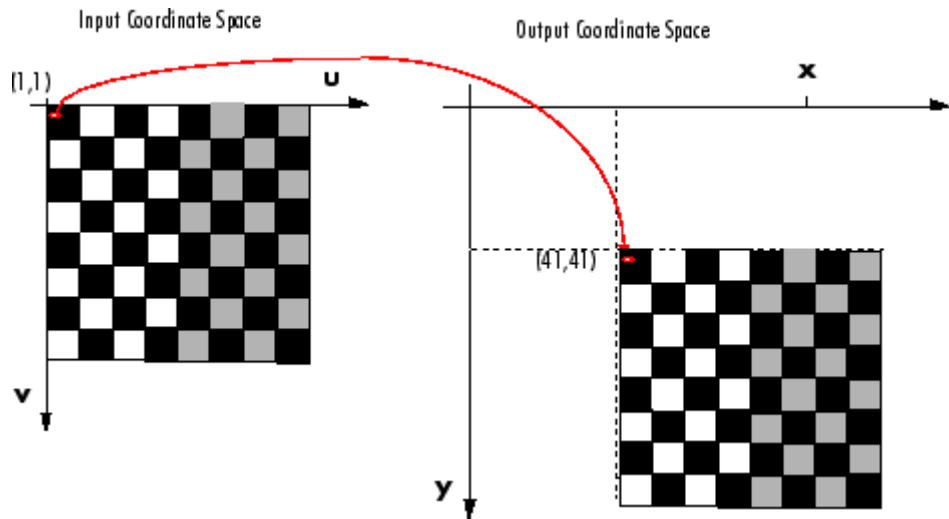 Input Coordinate Space
Output Coordinate Space
(1,1)
u
x
(41,41)
v
y